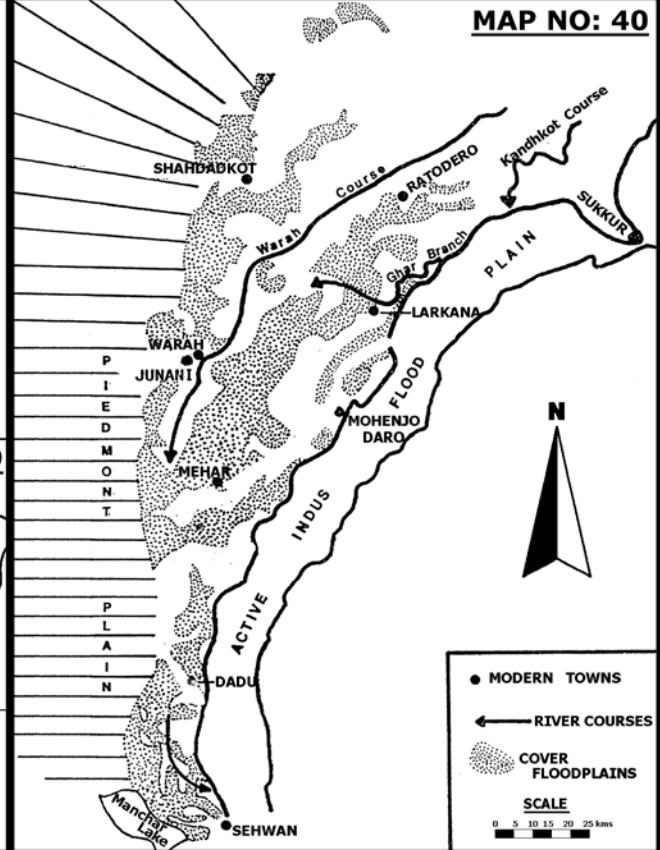 MAP NO: 40
Kandhkot Course
SHAHDADKOT
RATODERO
Warah Course
SUKKUR
Ghar Branch
LARKANA
WARAH
JUNANI
MOHENJO
DARO
MEHAR
ACTIVE INDUS FLOOD PLAIN
PIEDMONT PLAIN
N
DADU
Manchar
Lake
SEHWAN
MODERN TOWNS
RIVER COURSES
COVER
FLOODPLAINS
SCALE
0 5 10 15 20 25 kms